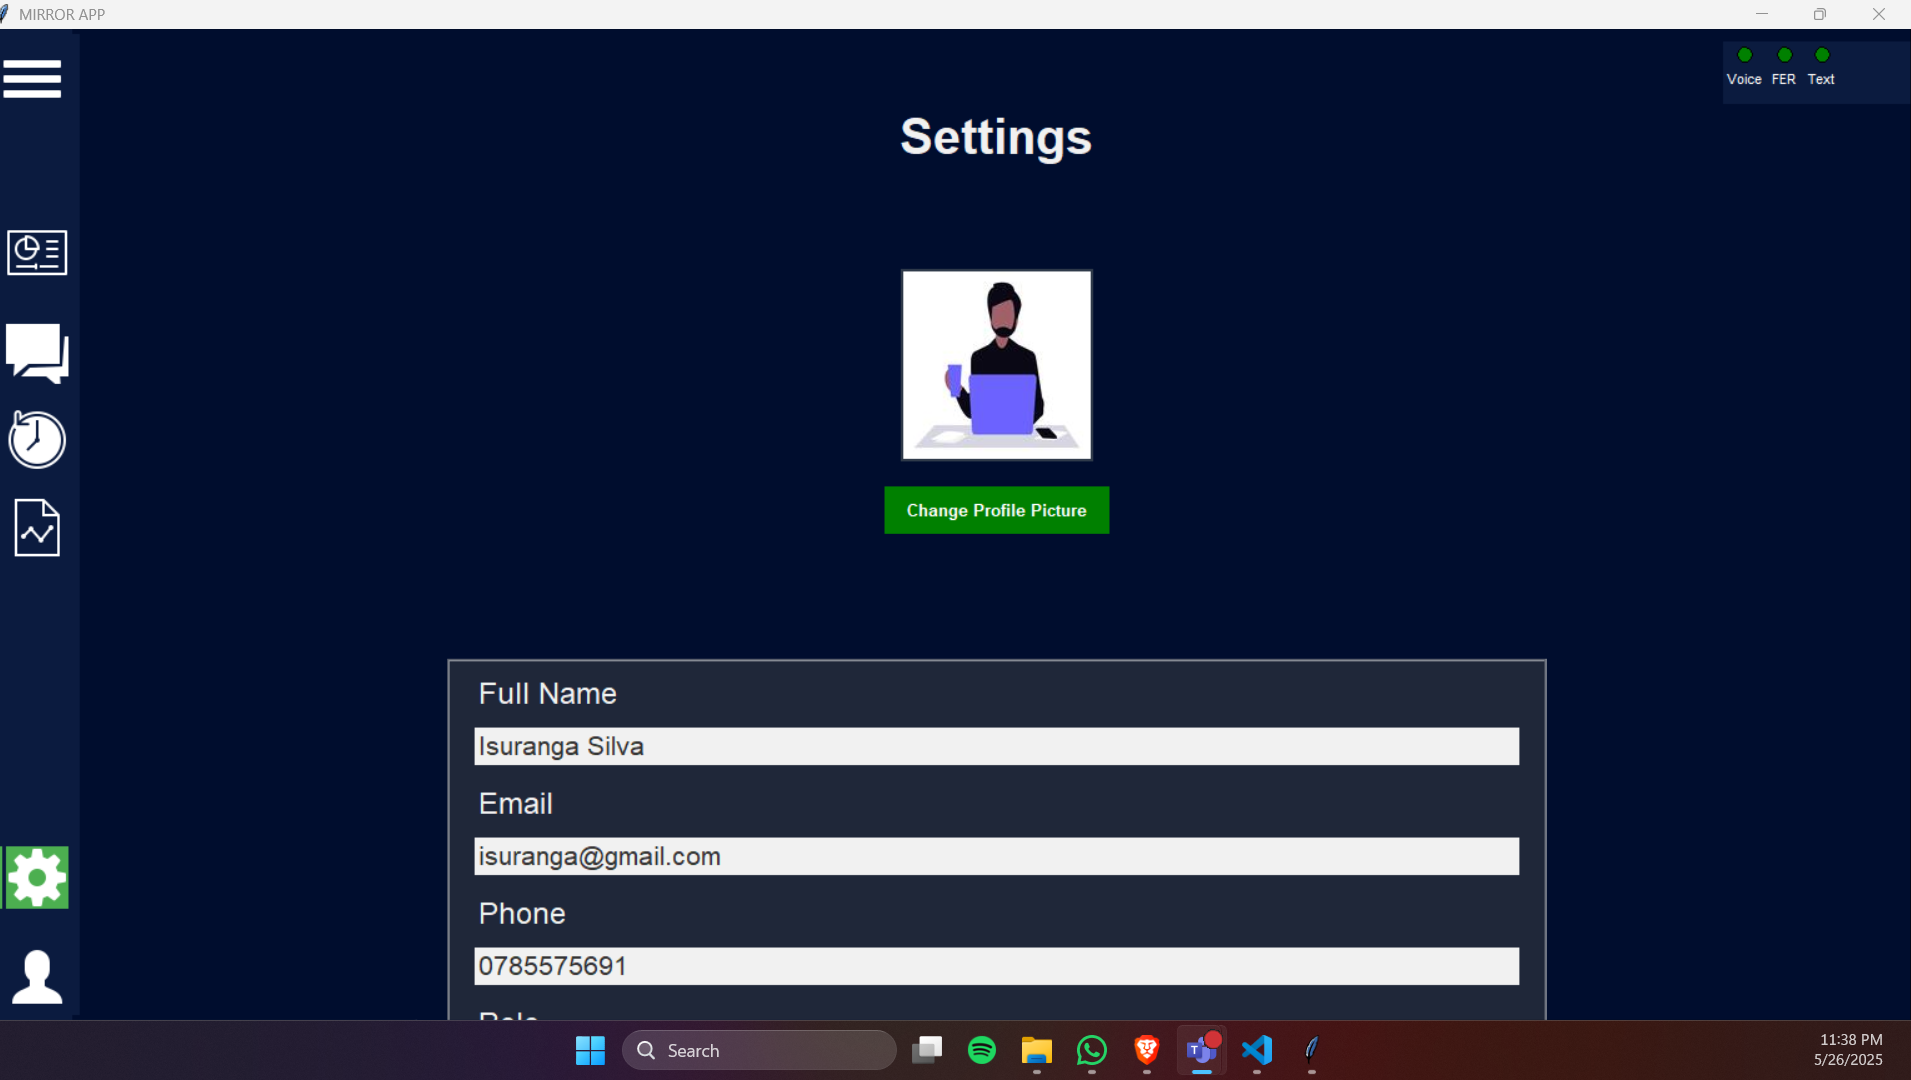 MIRROR APP
Voice FER Text
Settings
Change Profile Picture
Full Name
Isuranga Silva
Email
isuranga@gmail.com
Phone
0785575691
Search
11:38 PM
5/26/2025